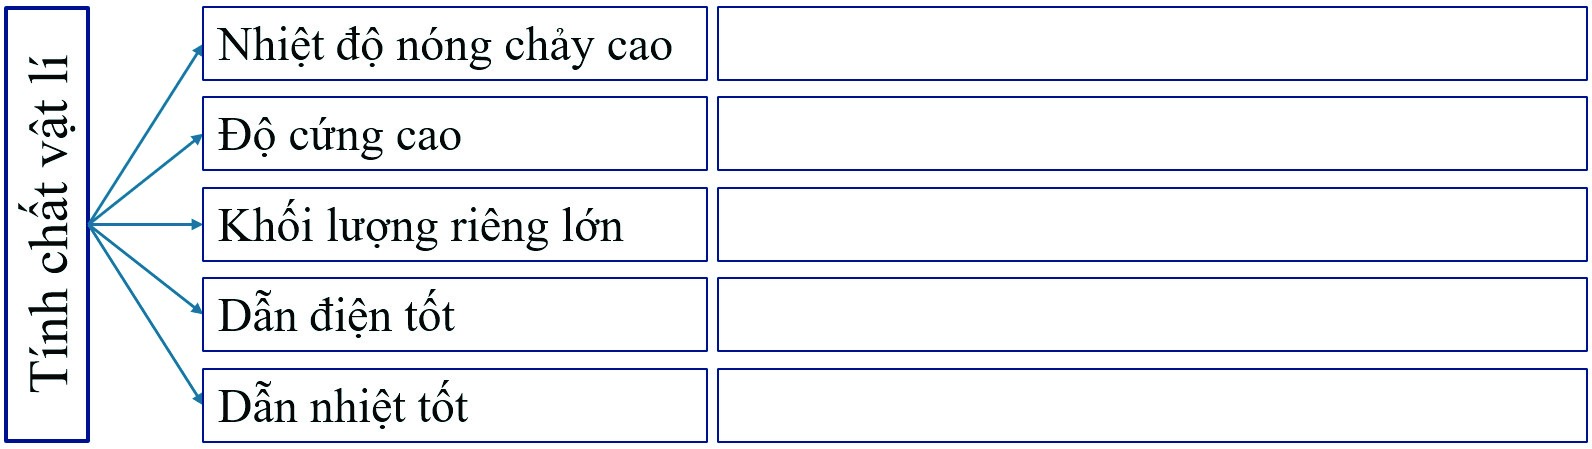 Tính chất vật lí
Nhiệt độ nóng chảy cao
Độ cứng cao
Khối lượng riêng lớn
Dẫn điện tốt
Dẫn nhiệt tốt